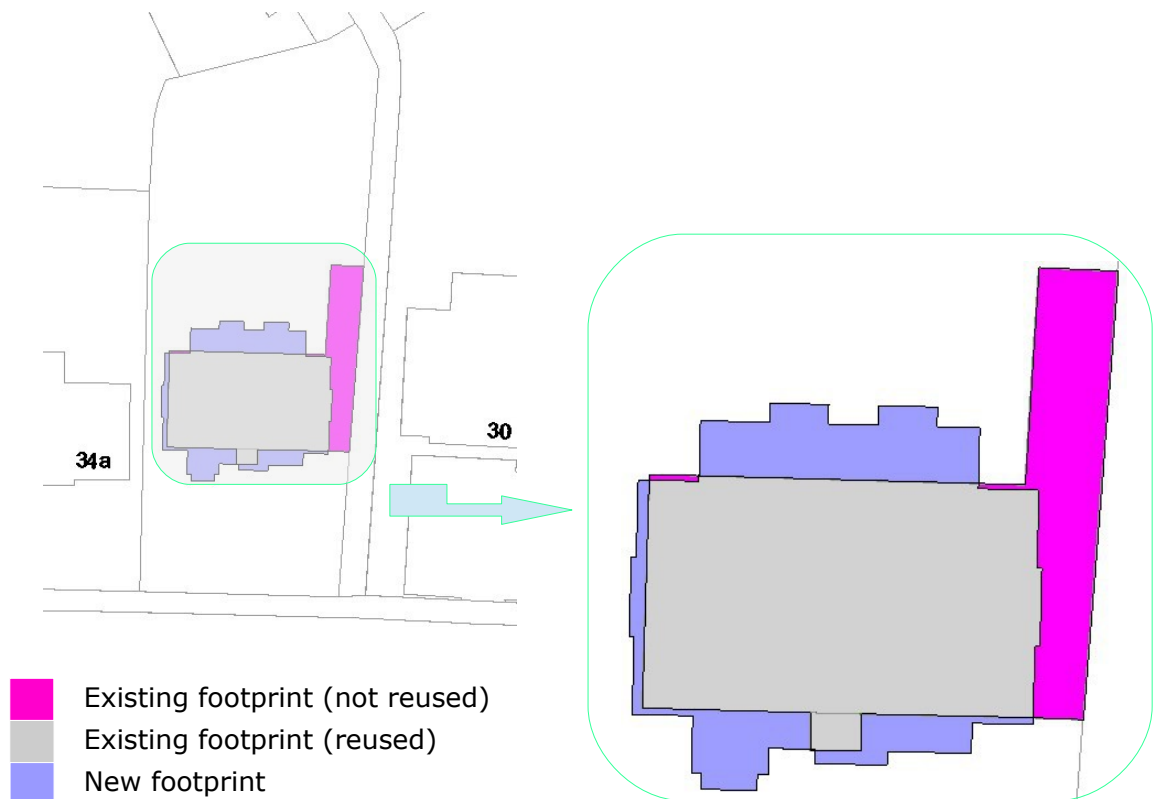 30
34a
Existing footprint (not reused)
Existing footprint (reused)
New footprint